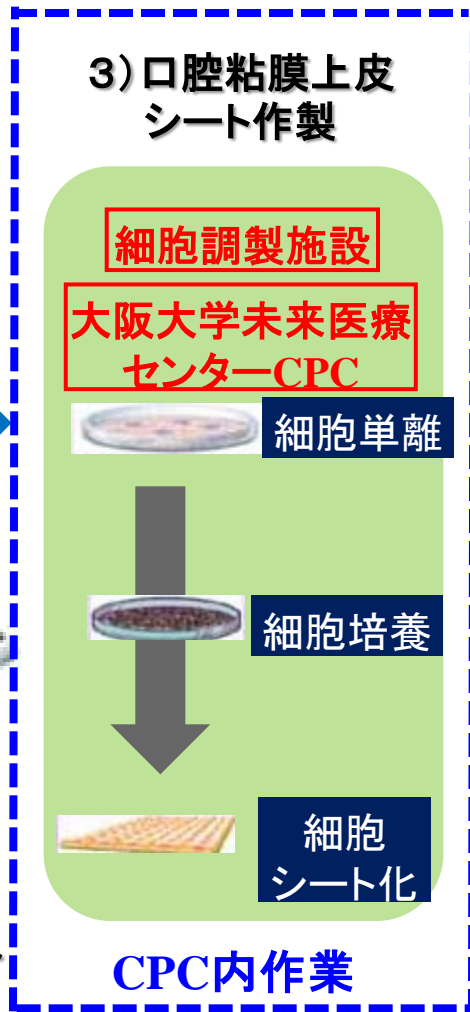 3）口腔粘膜上皮
シート作製
細胞調製施設
大阪大学未来医療
センターCPC
細胞単離
細胞培養
細胞
シート化
CPC内作業